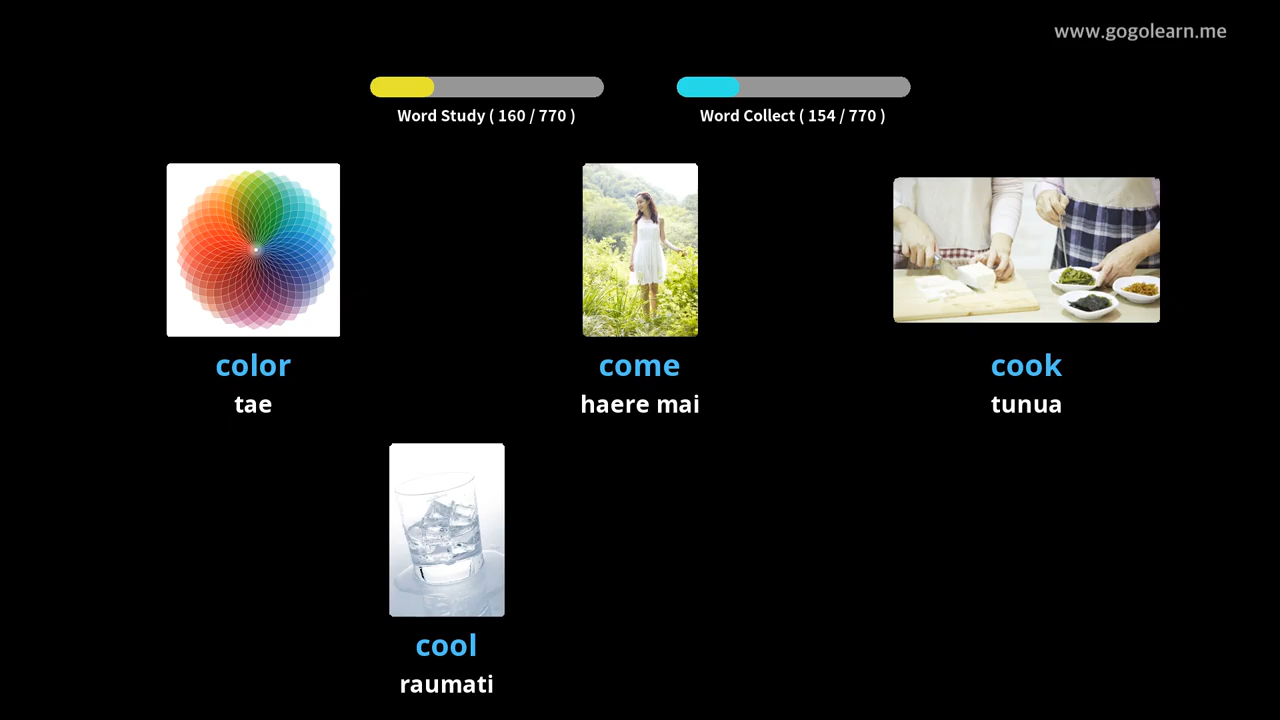 www.gogolearn.me
Word Study ( 160 / 770 )
Word Collect ( 154 / 770 )
color
tae
come
haere mai
cook
tunua
cool
raumati